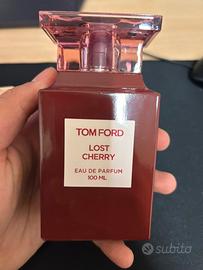 TOM FORD
LOST
CHERRY
EAU DE PARFUM
100 ML
subito